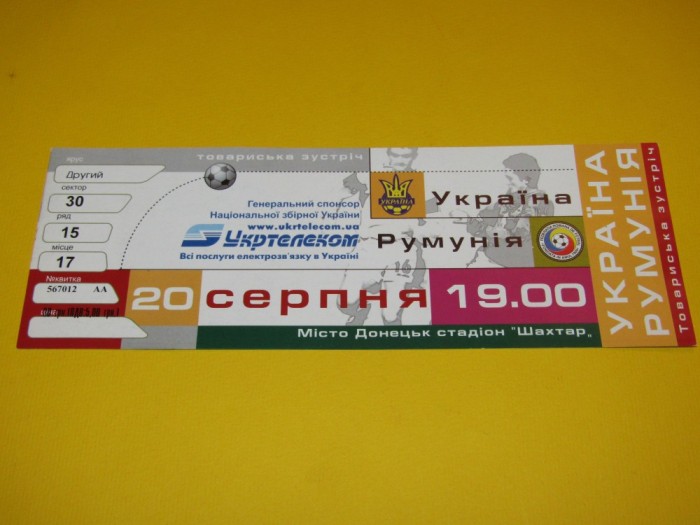 ярус
Другий
сектор
30
ряд
15
місце
17
№квитка
567012 АА
товариська зустріч
Генеральний спонсор
Національної збірної України
www.ukrtelecom.ua
Укртелеком
Всі послуги електрозв'язку в Україні
УКРАЇНА
Україна
Румунія
20 серпня 19.00
Місто Донецьк стадіон "Шахтар„
УКРАЇНА
РУМУНІЯ
Товариська зустріч